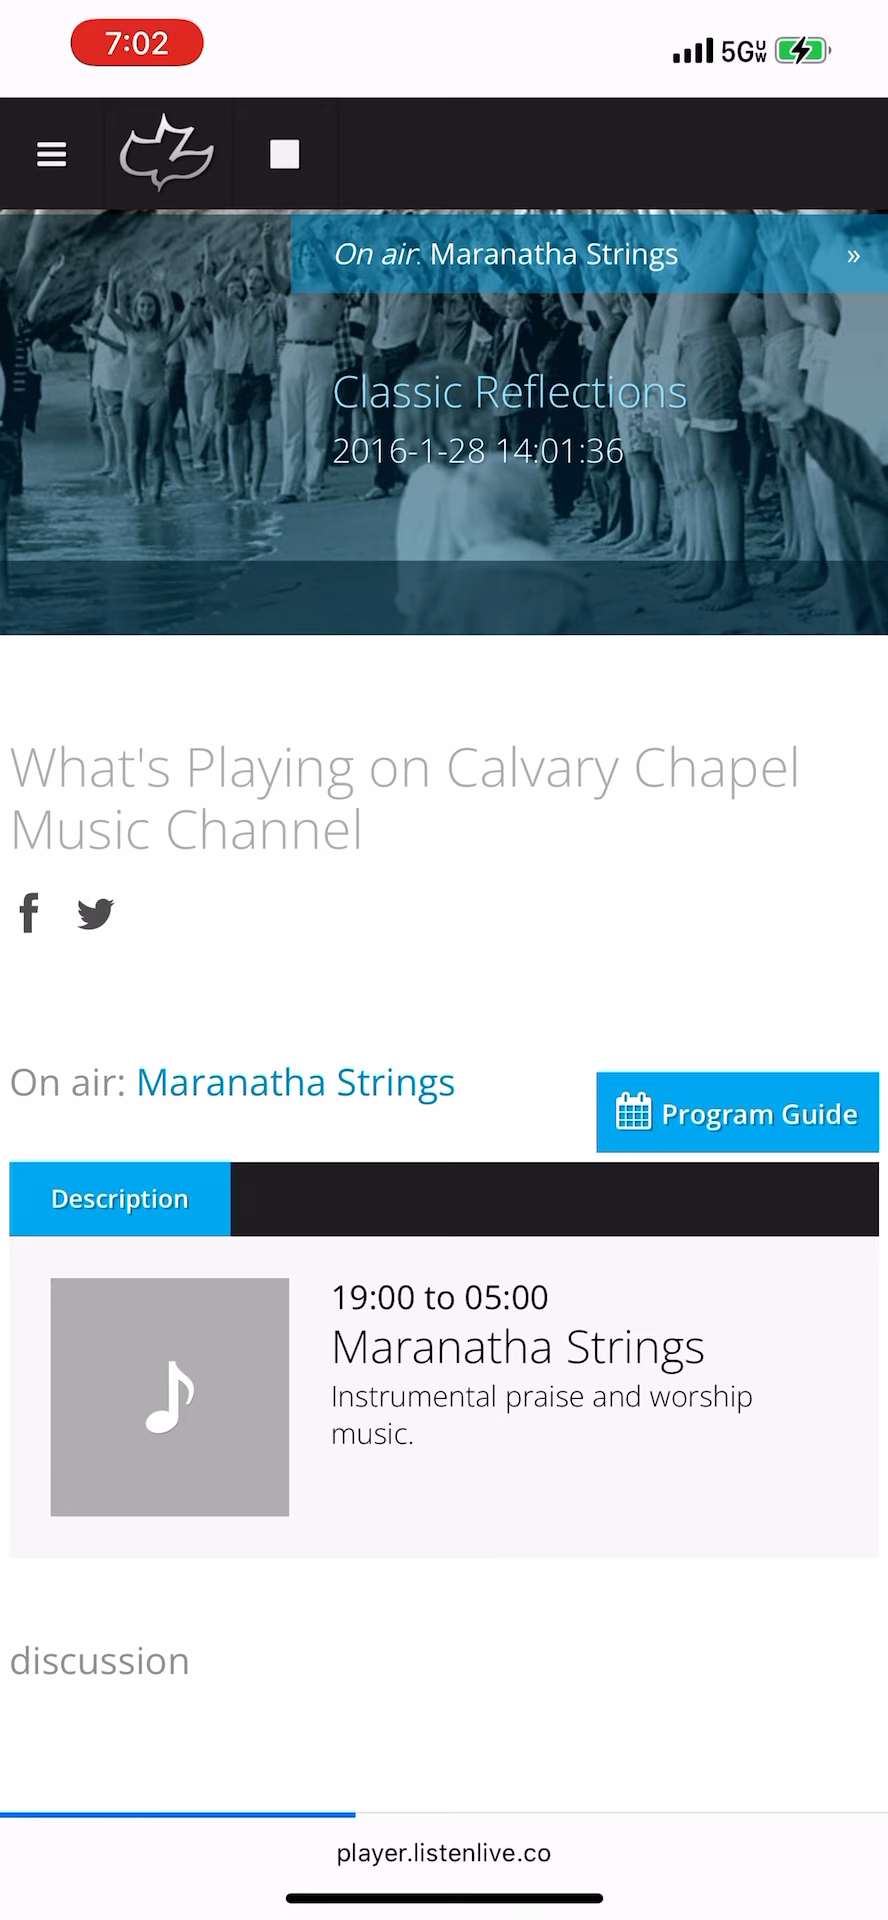 7:02
5GUW
On air: Maranatha Strings »
Classic Reflections
2016-1-28 14:01:36
What's Playing on Calvary Chapel
Music Channel
On air: Maranatha Strings
Program Guide
Description
19:00 to 05:00
Maranatha Strings
Instrumental praise and worship
music.
discussion
player.listenlive.co